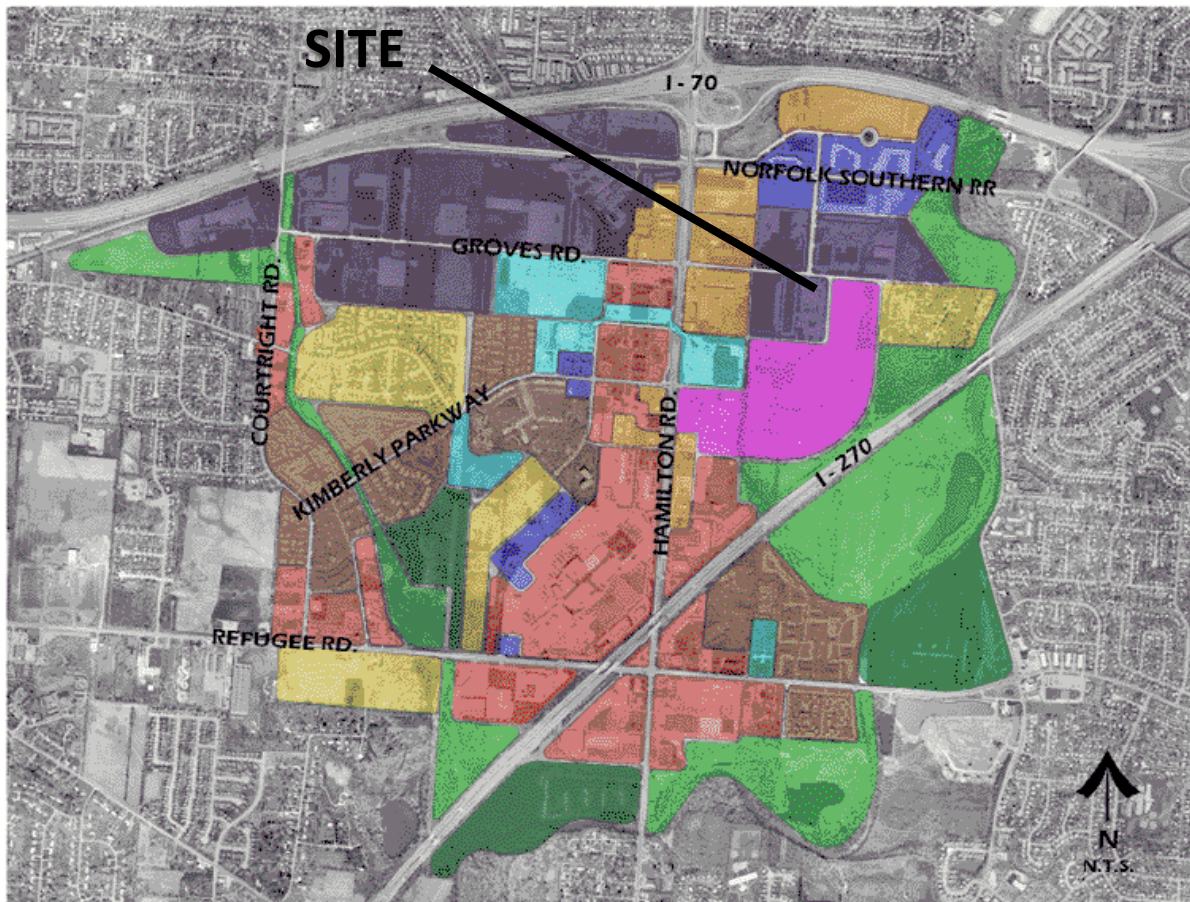 SITE
I - 70
NORFOLK SOUTHERN RR
GROVES RD.
COURTRIGHT RD.
KIMBERLY PARKWAY
HAMILTON RD.
I - 270
REFUGEE RD.
N
N.T.S.